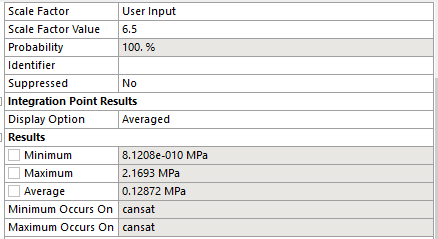 Scale Factor User Input
Scale Factor Value 6.5
Probability 100. %
Identifier
Suppressed No
Integration Point Results
Display Option Averaged
Results
Minimum 8.1208e-010 MPa
Maximum 2.1693 MPa
Average 0.12872 MPa
Minimum Occurs On cansat
Maximum Occurs On cansat